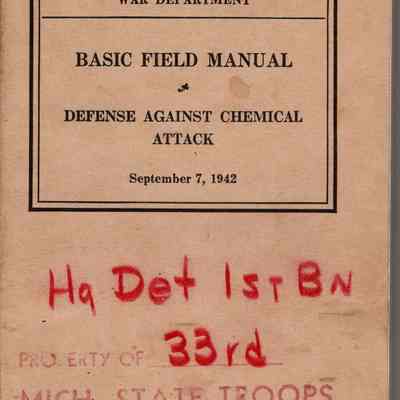 WAR DEPARTMENT
BASIC FIELD MANUAL
DEFENSE AGAINST CHEMICAL
ATTACK
September 7, 1942
Hq Det 1ST BN
33rd
PROPERTY OF
MICH. STATE TROOPS